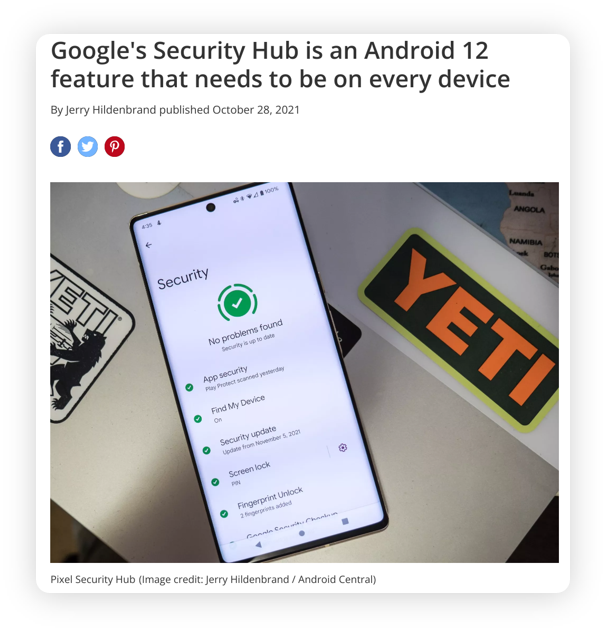 Google's Security Hub is an Android 12
feature that needs to be on every device
By Jerry Hildenbrand published October 28, 2021
4:35
100%
Security
No problems found
Security is up to date
App security
Play Protect scanned yesterday
Find My Device
On
Security update
Update from November 5, 2021
Screen lock
PIN
Fingerprint Unlock
2 fingerprints added
Google Security Checkup
YETI
YETI
ANGOLA
NAMIBIA
Pixel Security Hub (Image credit: Jerry Hildenbrand / Android Central)